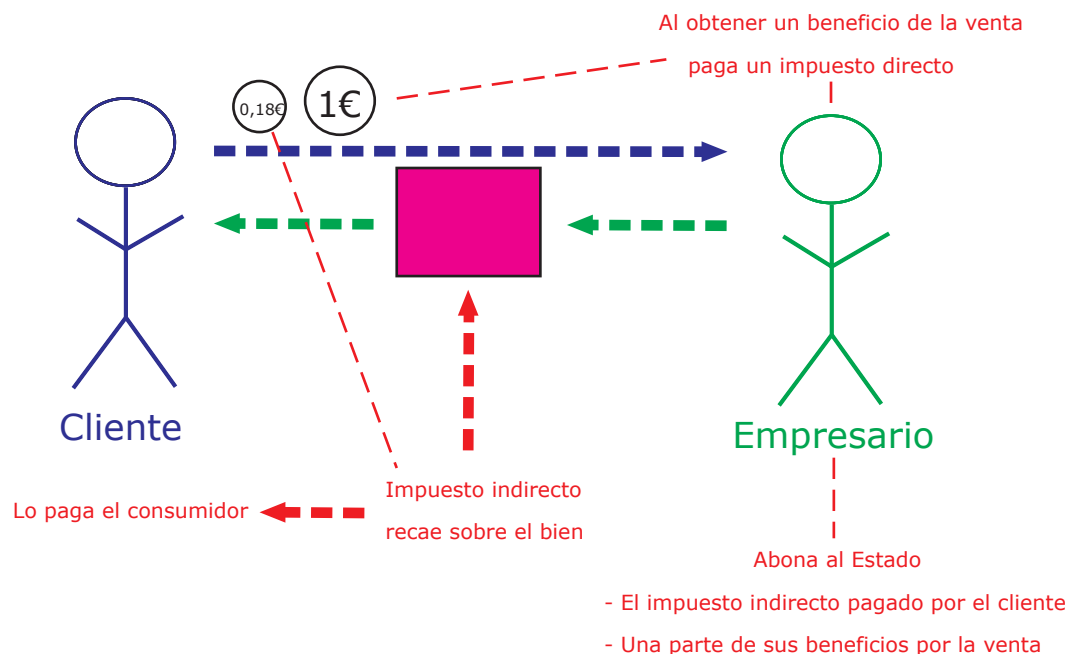 Al obtener un beneficio de la venta
paga un impuesto directo
0,18€
1€
Cliente
Empresario
Impuesto indirecto
recae sobre el bien
Lo paga el consumidor
Abona al Estado
- El impuesto indirecto pagado por el cliente
- Una parte de sus beneficios por la venta